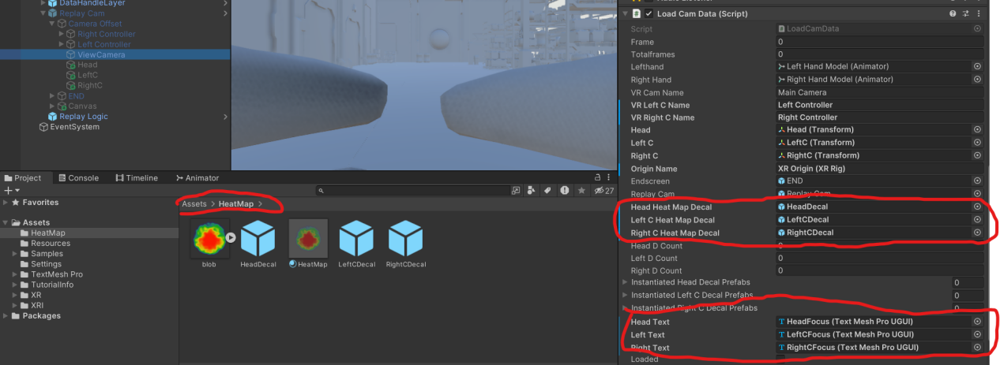 DataHandleLayer
Replay Cam
Camera Offset
Right Controller
Left Controller
ViewCamera
Head
LeftC
RightC
END
Canvas
Replay Logic
EventSystem
Project
Console
Timeline
Animator
27
Favorites
Assets
HeatMap
Resources
Samples
Settings
TextMesh Pro
TutorialInfo
XR
XRI
Packages
Assets > HeatMap >
blob
HeadDecal
HeatMap
LeftCDecal
RightCDecal
Load Cam Data (Script)
Script LoadCamData
Frame 0
Totalframes 0
Lefthand Left Hand Model (Animator)
Right Hand Right Hand Model (Animator)
VR Cam Name Main Camera
VR Left C Name Left Controller
VR Right C Name Right Controller
Head Head (Transform)
Left C LeftC (Transform)
Right C RightC (Transform)
Origin Name XR Origin (XR Rig)
Endscreen END
Replay Cam Replay Cam
Head Heat Map Decal HeadDecal
Left C Heat Map Decal LeftCDecal
Right C Heat Map Decal RightCDecal
Head D Count 0
Left D Count 0
Right D Count 0
Instantiated Head Decal Prefabs 0
Instantiated Left C Decal Prefabs 0
Instantiated Right C Decal Prefabs 0
Head Text HeadFocus (Text Mesh Pro UGUI)
Left Text LeftCFocus (Text Mesh Pro UGUI)
Right Text RightCFocus (Text Mesh Pro UGUI)
Loaded